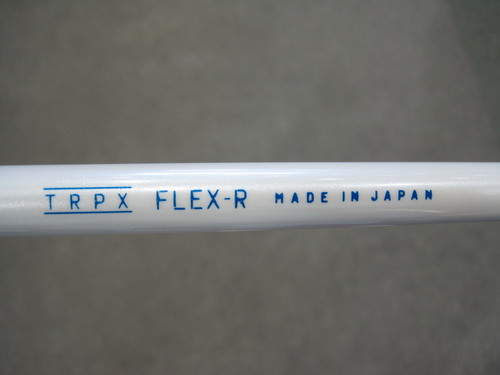 TRPX FLEX-R MADE IN JAPAN